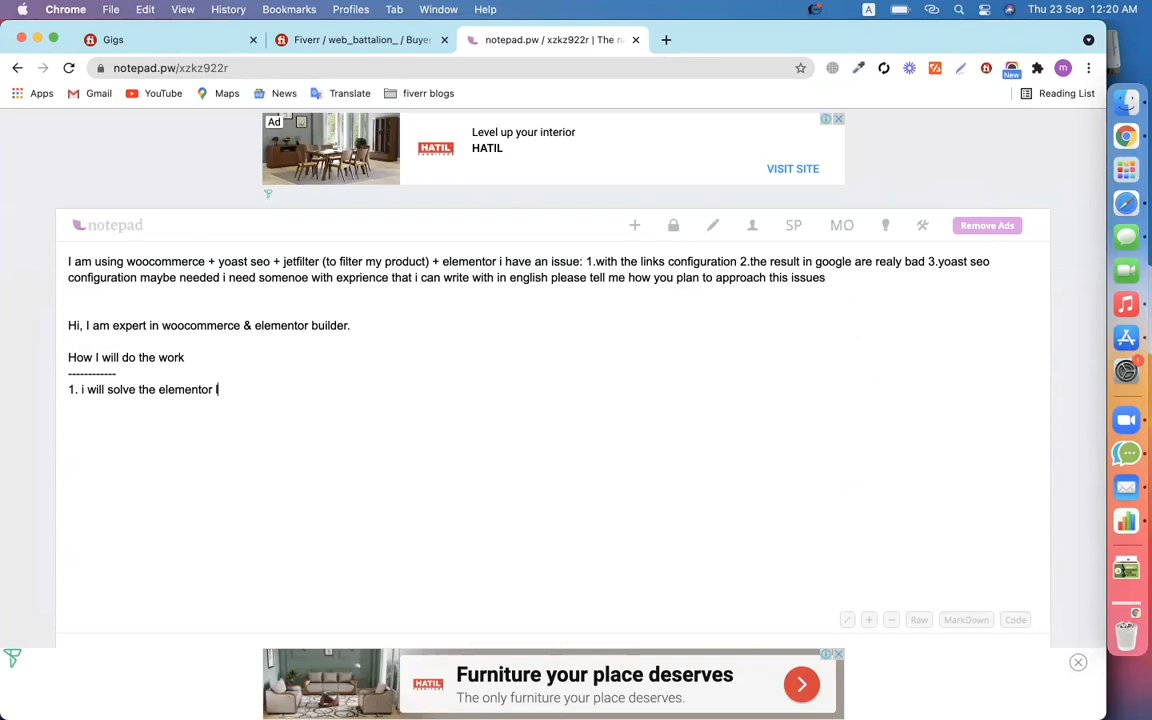 Chrome File Edit View History Bookmarks Profiles Tab Window Help A Thu 23 Sep 12:20 AM
Gigs Fiverr / web_battalion_ / Buyer notepad.pw / xzkz922r | The n
notepad.pw/xzkz922r New m
Apps Gmail YouTube Maps News Translate fiverr blogs Reading List
Ad
Level up your interior
HATIL
HATIL
VISIT SITE
notepad SP MO Remove Ads
I am using woocommerce + yoast seo + jetfilter (to filter my product) + elementor i have an issue: 1.with the links configuration 2.the result in google are realy bad 3.yoast seo
configuration maybe needed i need somenoe with exprience that i can write with in english please tell me how you plan to approach this issues
Hi, I am expert in woocommerce & elementor builder.
How I will do the work
------------
1. i will solve the elementor l
Raw MarkDown Code
HATIL
Furniture your place deserves
The only furniture your place deserves.